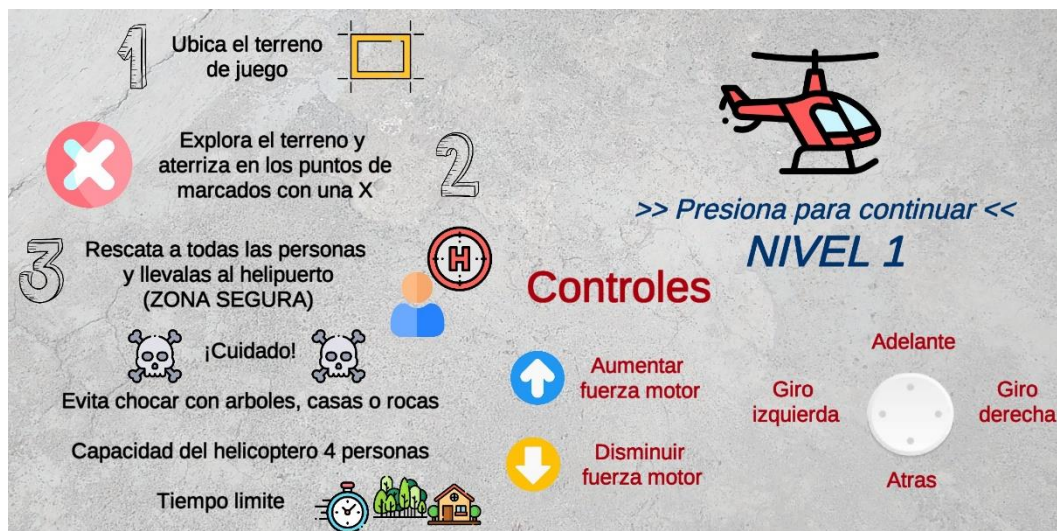 1
Ubica el terreno
de juego
Explora el terreno y
aterriza en los puntos de
marcados con una X
2
3
Rescata a todas las personas
y llevalas al helipuerto
(ZONA SEGURA)
H
¡Cuidado!
Evita chocar con arboles, casas o rocas
Capacidad del helicoptero 4 personas
Tiempo limite
>> Presiona para continuar <<
NIVEL 1
Controles
Aumentar
fuerza motor
Disminuir
fuerza motor
Adelante
Giro
izquierda
Giro
derecha
Atras